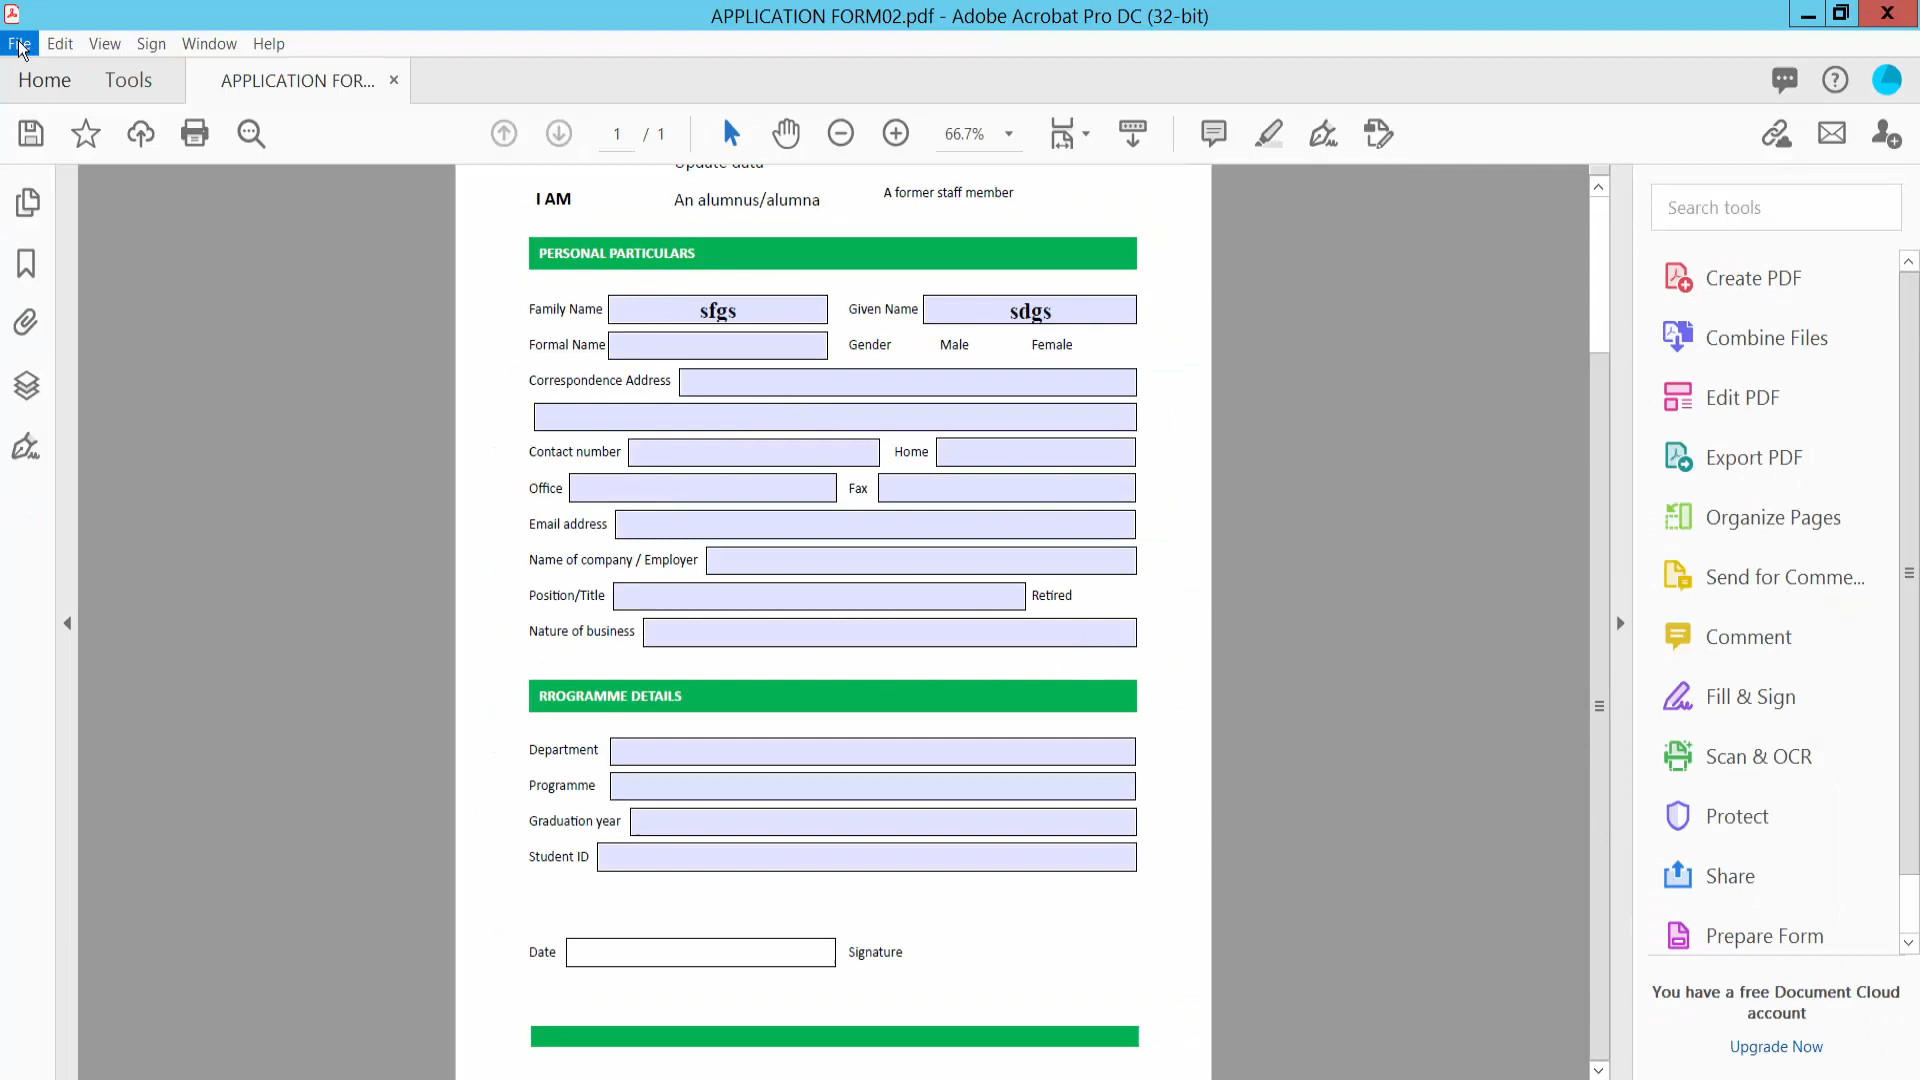 APPLICATION FORM02.pdf - Adobe Acrobat Pro DC (32-bit)
File Edit View Sign Window Help
Home Tools APPLICATION FOR... ×
1 / 1 66.7%
Update data
I AM An alumnus/alumna A former staff member
PERSONAL PARTICULARS
Family Name sfgs Given Name sdgs
Formal Name Gender Male Female
Correspondence Address
Contact number Home
Office Fax
Email address
Name of company / Employer
Position/Title Retired
Nature of business
RROGRAMME DETAILS
Department
Programme
Graduation year
Student ID
Date Signature
Search tools
Create PDF
Combine Files
Edit PDF
Export PDF
Organize Pages
Send for Comme...
Comment
Fill & Sign
Scan & OCR
Protect
Share
Prepare Form
You have a free Document Cloud
account
Upgrade Now